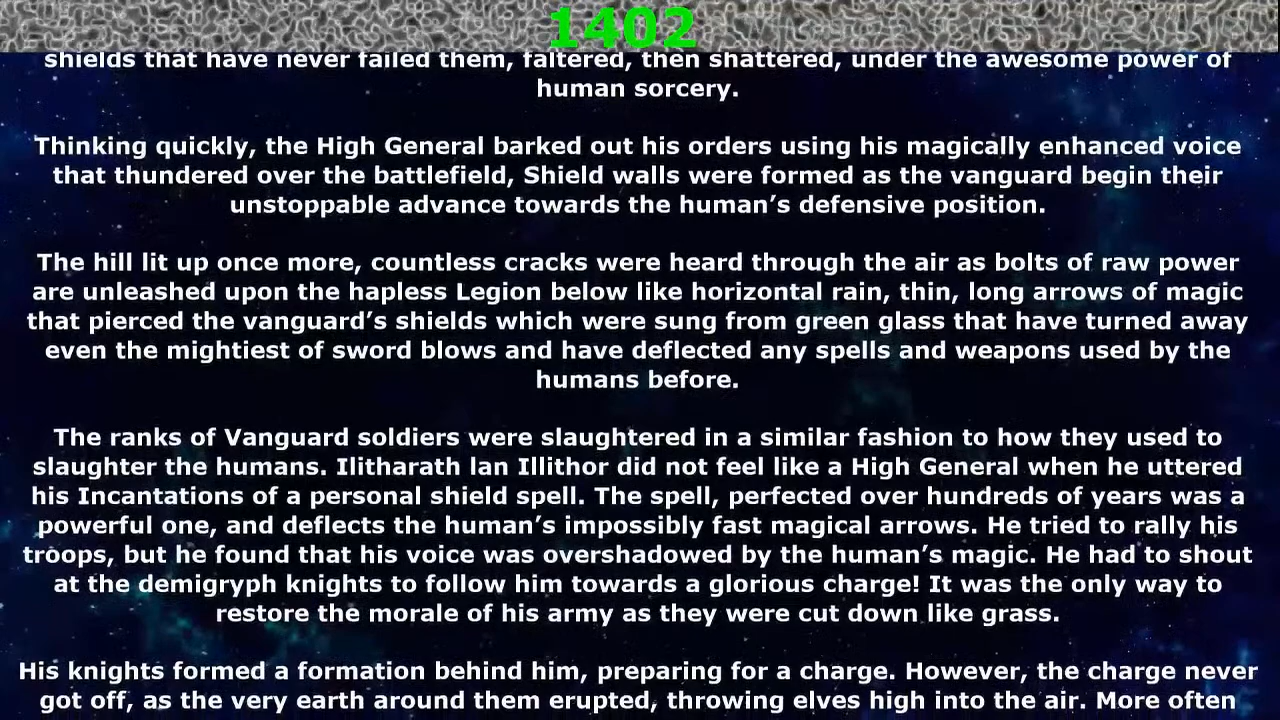 1402
shields that have never failed them, faltered, then shattered, under the awesome power of
human sorcery.
Thinking quickly, the High General barked out his orders using his magically enhanced voice
that thundered over the battlefield, Shield walls were formed as the vanguard begin their
unstoppable advance towards the human’s defensive position.
The hill lit up once more, countless cracks were heard through the air as bolts of raw power
are unleashed upon the hapless Legion below like horizontal rain, thin, long arrows of magic
that pierced the vanguard’s shields which were sung from green glass that have turned away
even the mightiest of sword blows and have deflected any spells and weapons used by the
humans before.
The ranks of Vanguard soldiers were slaughtered in a similar fashion to how they used to
slaughter the humans. Ilitharath lan Illithor did not feel like a High General when he uttered
his Incantations of a personal shield spell. The spell, perfected over hundreds of years was a
powerful one, and deflects the human’s impossibly fast magical arrows. He tried to rally his
troops, but he found that his voice was overshadowed by the human’s magic. He had to shout
at the demigryph knights to follow him towards a glorious charge! It was the only way to
restore the morale of his army as they were cut down like grass.
His knights formed a formation behind him, preparing for a charge. However, the charge never
got off, as the very earth around them erupted, throwing elves high into the air. More often